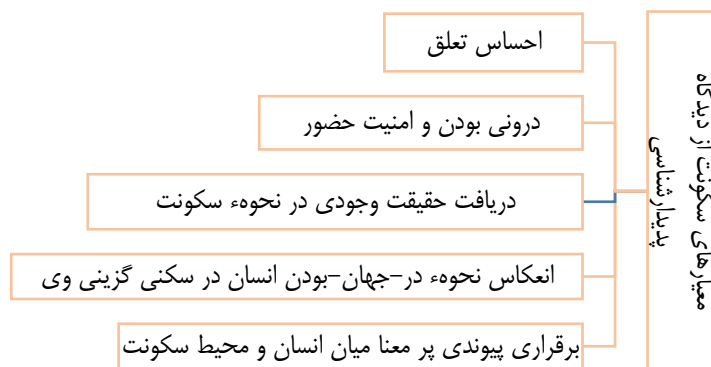 معیارهای سکونت از دیدگاه
پدیدارشناسی
احساس تعلق
درونی بودن و امنیت حضور
دریافت حقیقت وجودی در نحوهء سکونت
انعکاس نحوهء در–جهان–بودن انسان در سکنی گزینی وی
برقراری پیوندی پر معنا میان انسان و محیط سکونت